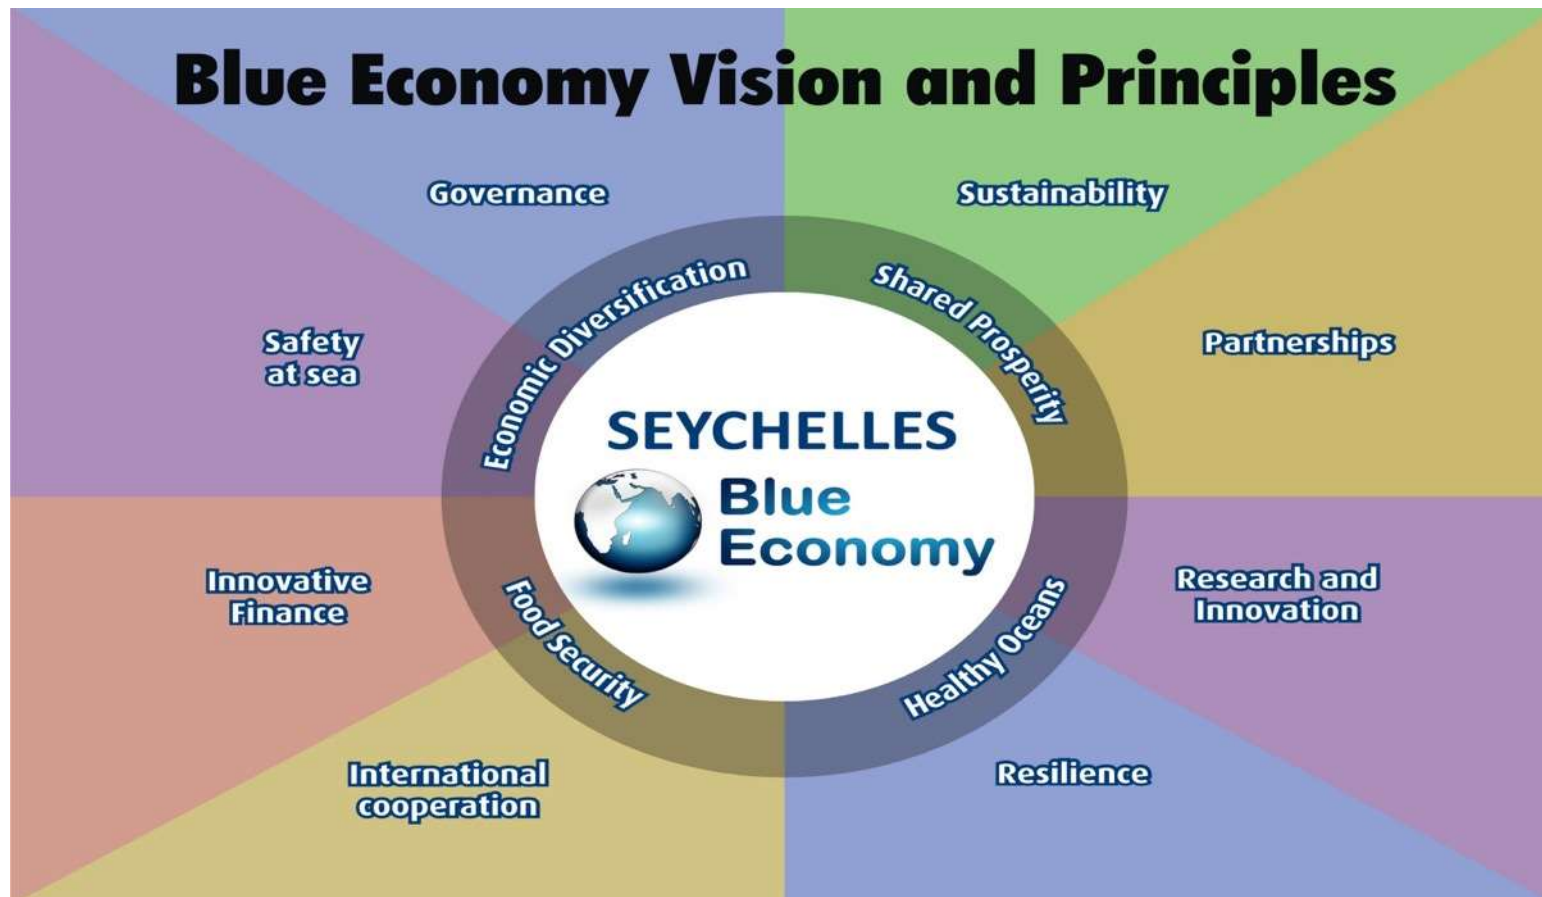 Blue Economy Vision and Principles
Governance
Sustainability
Safety
at sea
Partnerships
Economic Diversification
Shared Prosperity
SEYCHELLES
Blue
Economy
Innovative
Finance
Research and
Innovation
Food Security
Healthy Oceans
International
cooperation
Resilience